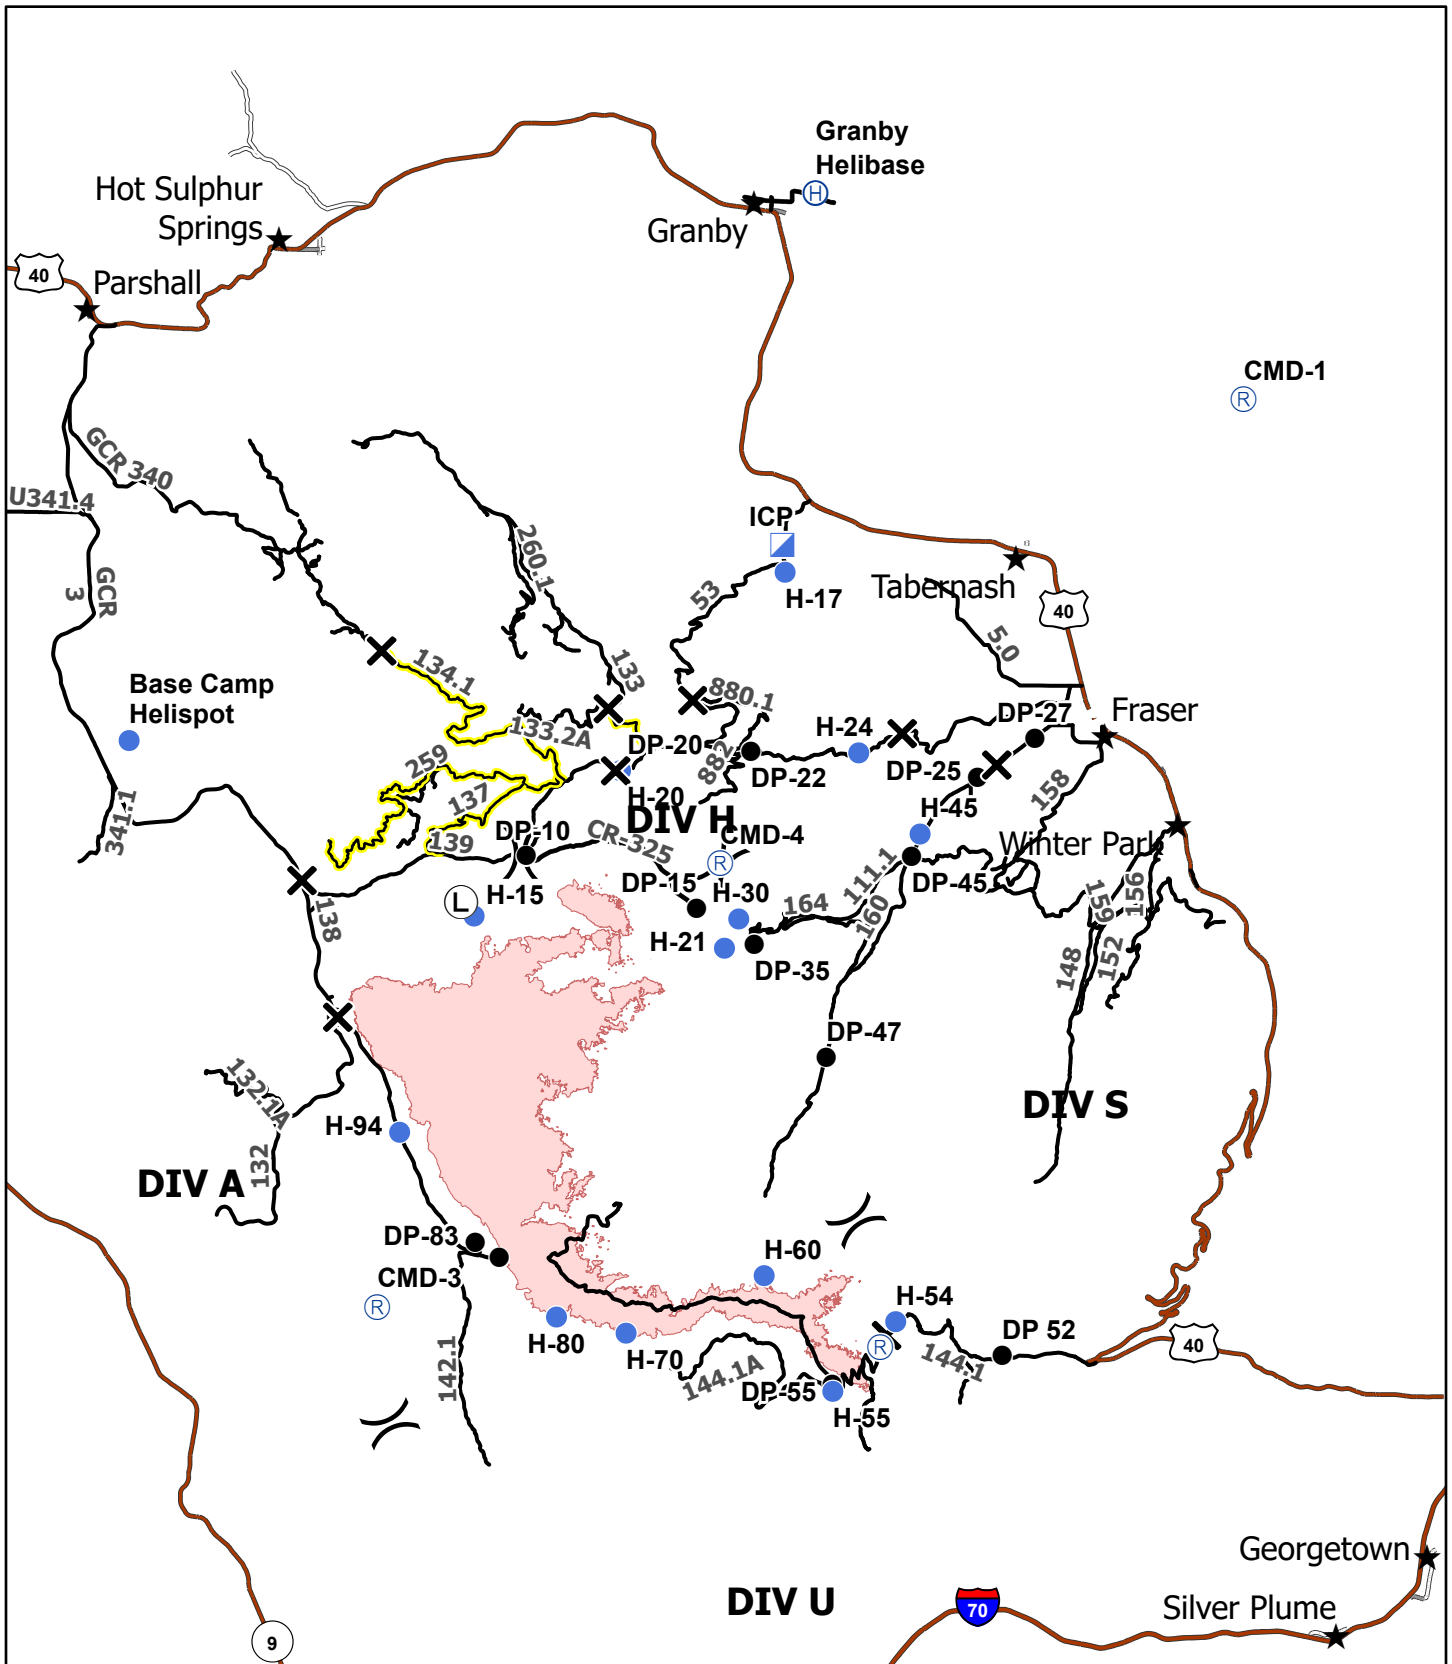 Granby
Helibase
H
Hot Sulphur
Springs
Granby
40
Parshall
CMD-1
R
GCR 340
U341.4
ICP
260.1
GCR
3
53
H-17
Tabernash
40
5.0
134.1
133
880.1
Base Camp
Helispot
133.2A
DP-20
H-24
DP-27
Fraser
259
882
DP-22
DP-25
137
H-20
158
H-45
341.1
139
DP-10
CR-325
DIV H
CMD-4
R
Winter Park
111.1
DP-45
L
H-15
DP-15
H-30
164
160
159
156
138
H-21
DP-35
148
152
DP-47
132.1A
DIV S
H-94
132
DIV A
DP-83
H-60
CMD-3
R
H-54
H-80
H-70
R
DP 52
40
142.1
144.1A
144.1
DP-55
H-55
Georgetown
DIV U
70
Silver Plume
9